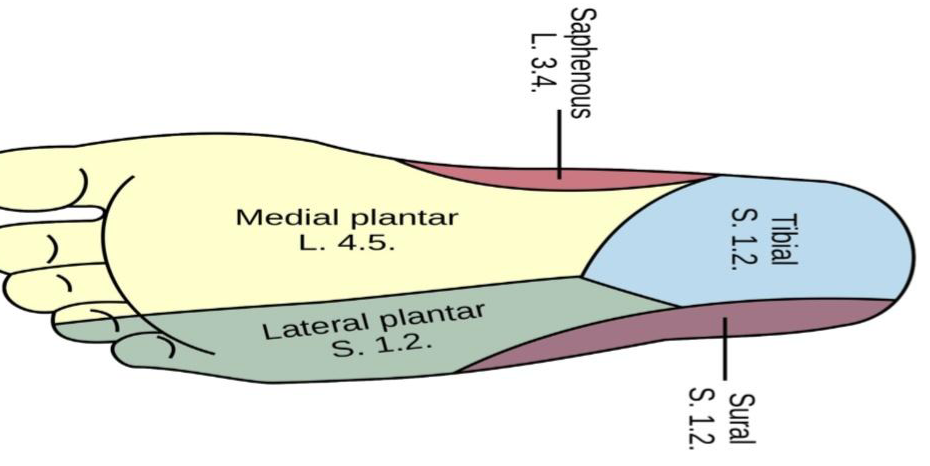 Saphenous
L. 3.4.
Medial plantar
L. 4.5.
Tibial
S. 1.2.
Lateral plantar
S. 1.2.
Sural
S. 1.2.